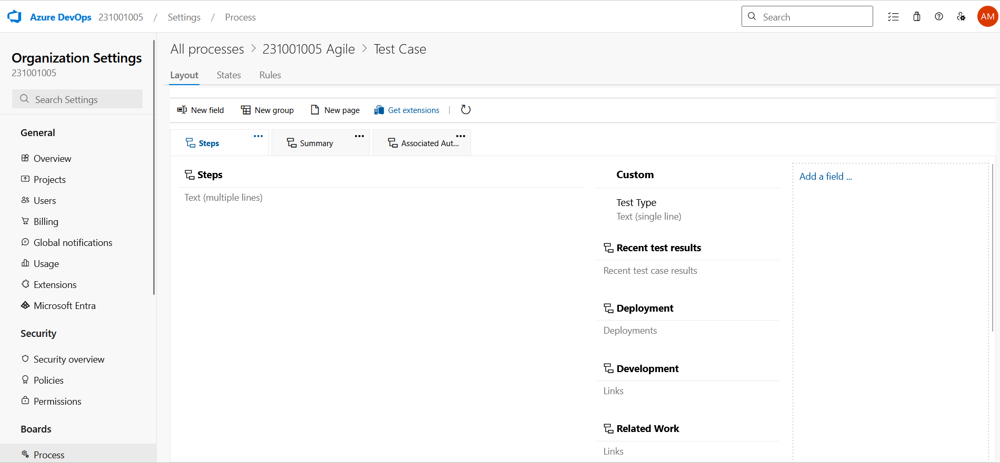 Azure DevOps 231001005 / Settings / Process
Search
AM
Organization Settings
231001005
Search Settings
General
Overview
Projects
Users
Billing
Global notifications
Usage
Extensions
Microsoft Entra
Security
Security overview
Policies
Permissions
Boards
Process
All processes > 231001005 Agile > Test Case
Layout States Rules
New field New group New page Get extensions
Steps Summary Associated Aut...
Steps
Text (multiple lines)
Custom
Test Type
Text (single line)
Recent test results
Recent test case results
Deployment
Deployments
Development
Links
Related Work
Links
Add a field ...